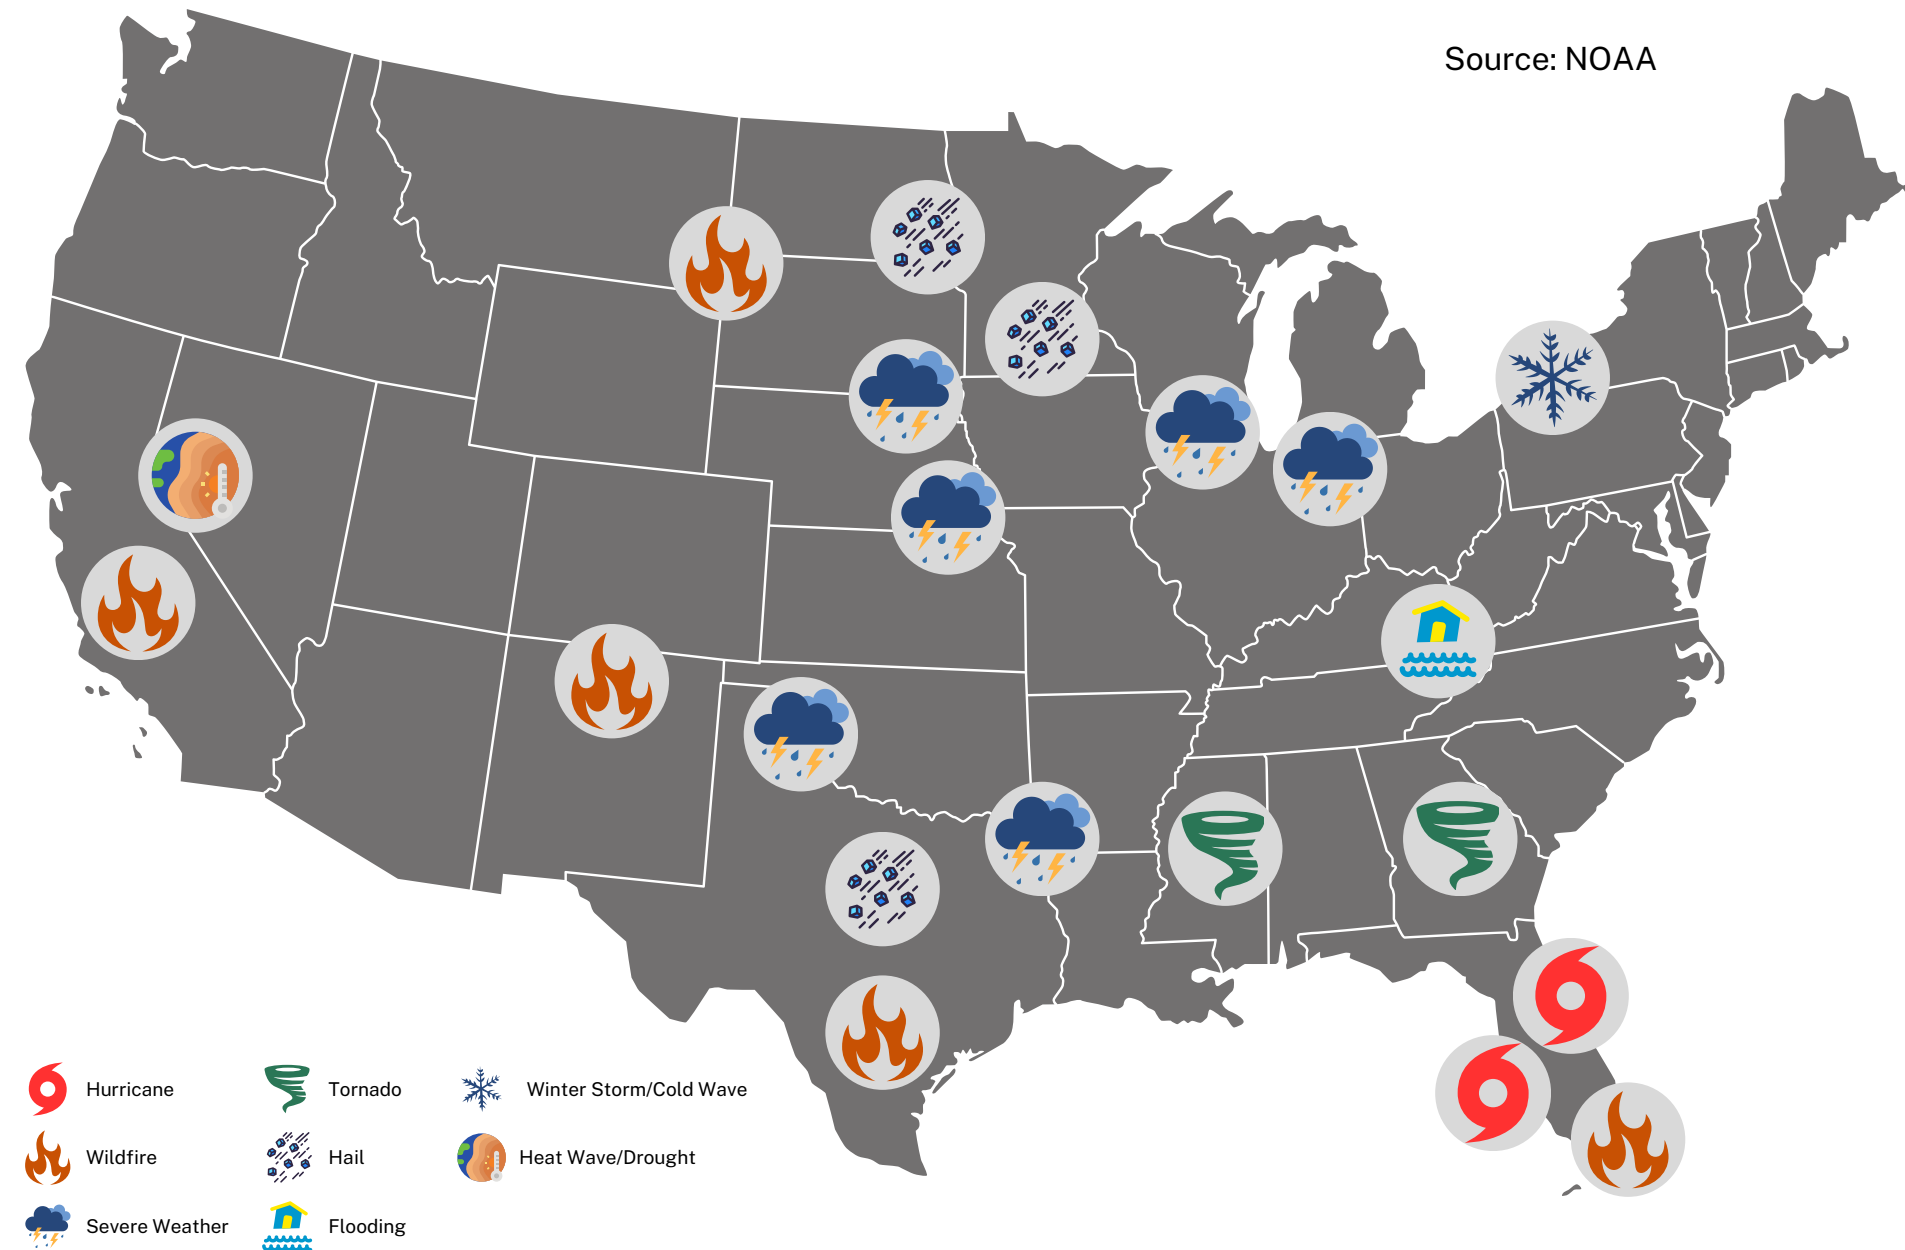 Source: NOAA
Hurricane
Tornado
Winter Storm/Cold Wave
Wildfire
Hail
Heat Wave/Drought
Severe Weather
Flooding